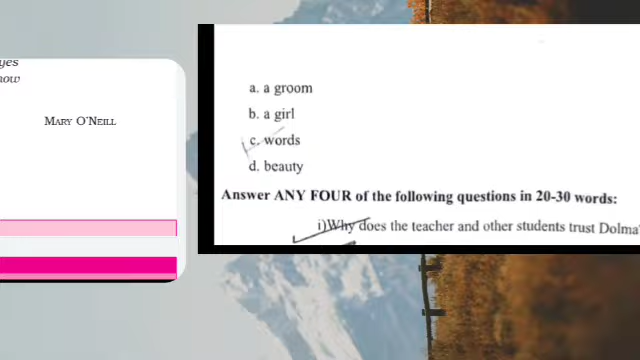 yes
now
MARY O'NEILL
a. a groom
b. a girl
c. words
d. beauty
Answer ANY FOUR of the following questions in 20-30 words:
i)Why does the teacher and other students trust Dolma